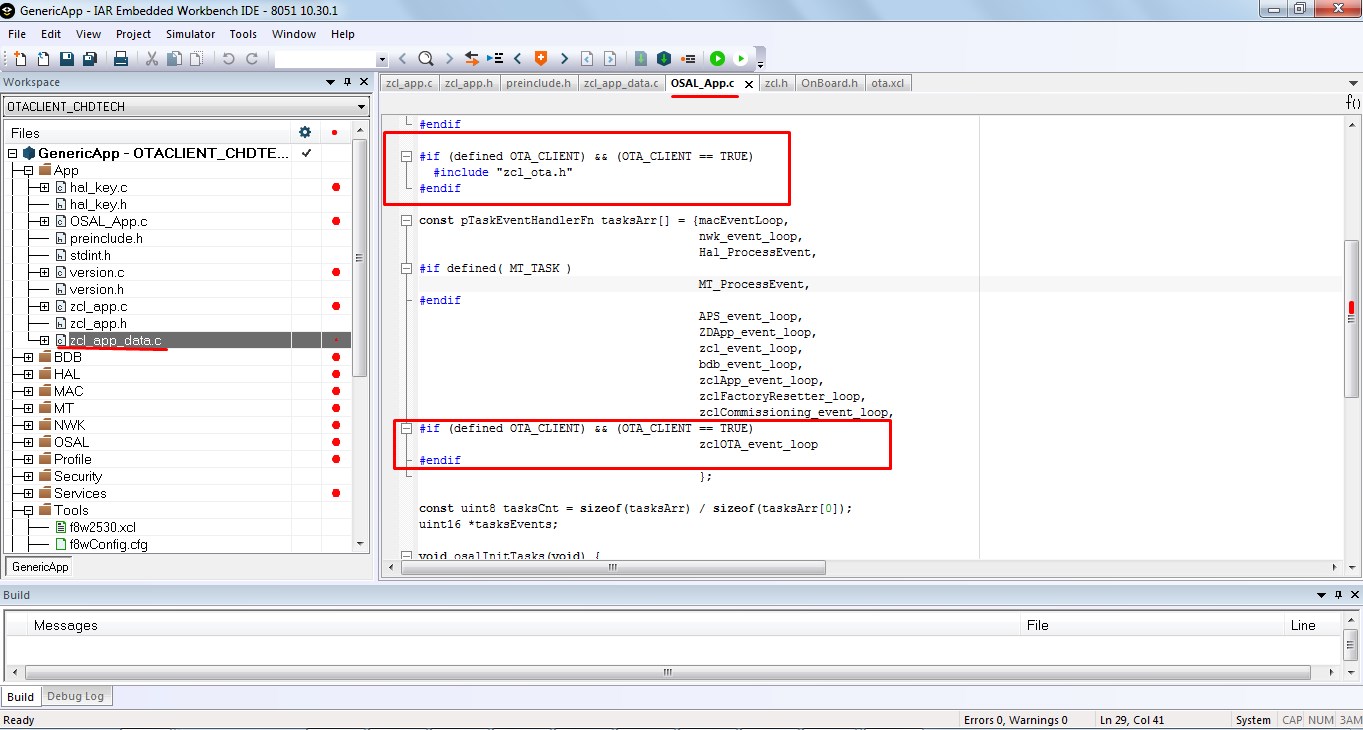 GenericApp - IAR Embedded Workbench IDE - 8051 10.30.1
File Edit View Project Simulator Tools Window Help
Workspace
OTACLIENT_CHDTECH
Files
GenericApp - OTACLIENT_CHDTE...
App
hal_key.c
hal_key.h
OSAL_App.c
preinclude.h
stdint.h
version.c
version.h
zcl_app.c
zcl_app.h
zcl_app_data.c
BDB
HAL
MAC
MT
NWK
OSAL
Profile
Security
Services
Tools
f8w2530.xcl
f8wConfig.cfg
GenericApp
zcl_app.c zcl_app.h preinclude.h zcl_app_data.c OSAL_App.c zcl.h OnBoard.h ota.xcl
f()
#endif
#if (defined OTA_CLIENT) && (OTA_CLIENT == TRUE)
#include "zcl_ota.h"
#endif
const pTaskEventHandlerFn tasksArr[] = {macEventLoop,
nwk_event_loop,
Hal_ProcessEvent,
#if defined( MT_TASK )
MT_ProcessEvent,
#endif
APS_event_loop,
ZDApp_event_loop,
zcl_event_loop,
bdb_event_loop,
zclApp_event_loop,
zclFactoryResetter_loop,
zclCommissioning_event_loop,
#if (defined OTA_CLIENT) && (OTA_CLIENT == TRUE)
zclOTA_event_loop
#endif
};
const uint8 tasksCnt = sizeof(tasksArr) / sizeof(tasksArr[0]);
uint16 *tasksEvents;
void osalInitTasks(void) {
Build
Messages File Line
Build Debug Log
Ready Errors 0, Warnings 0 Ln 29, Col 41 System CAP NUM 3AM